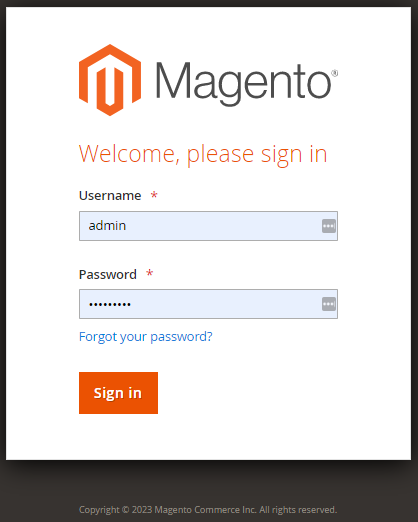 Magento®
Welcome, please sign in
Username *
admin
Password *
•••••••••
Forgot your password?
Sign in
Copyright © 2023 Magento Commerce Inc. All rights reserved.